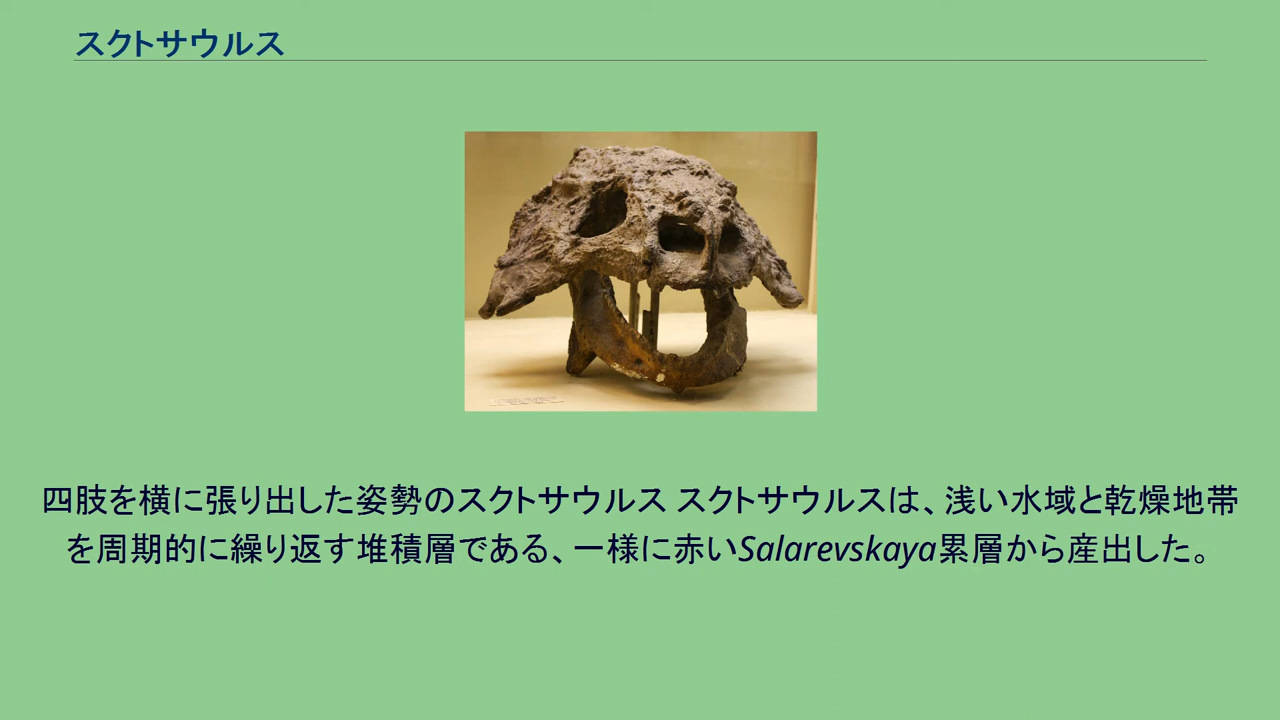 スクトサウルス
四肢を横に張り出した姿勢のスクトサウルス スクトサウルスは、浅い水域と乾燥地帯
を周期的に繰り返す堆積層である、一様に赤いSalarevskaya累層から産出した。